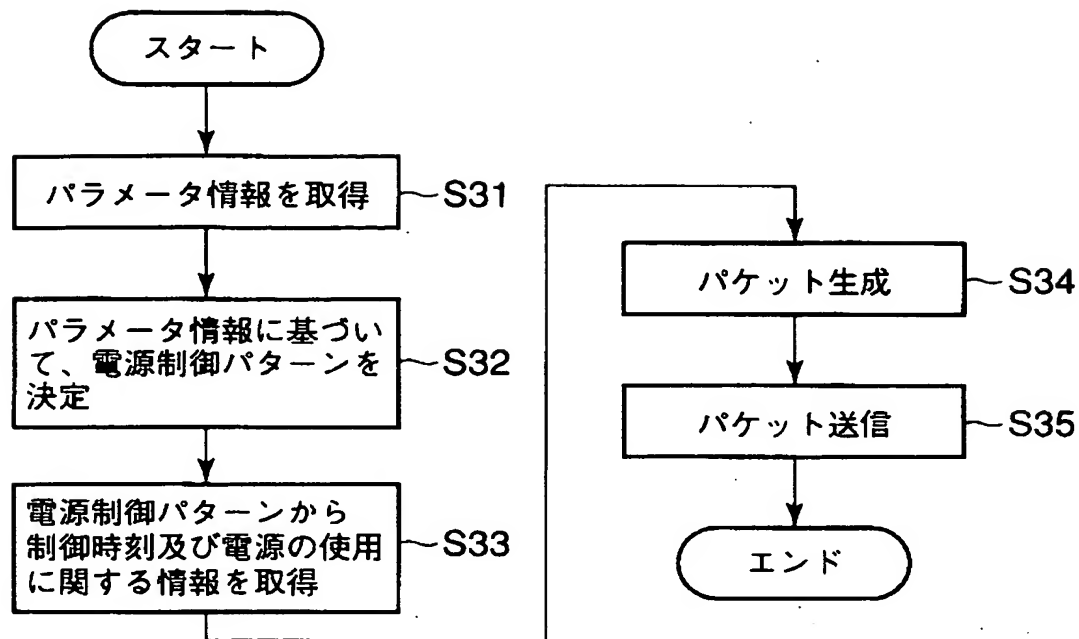 スタート
パラメータ情報を取得
S31
パラメータ情報に基づい
て、電源制御パターンを
決定
S32
電源制御パターンから
制御時刻及び電源の使用
に関する情報を取得
S33
パケット生成
S34
パケット送信
S35
エンド